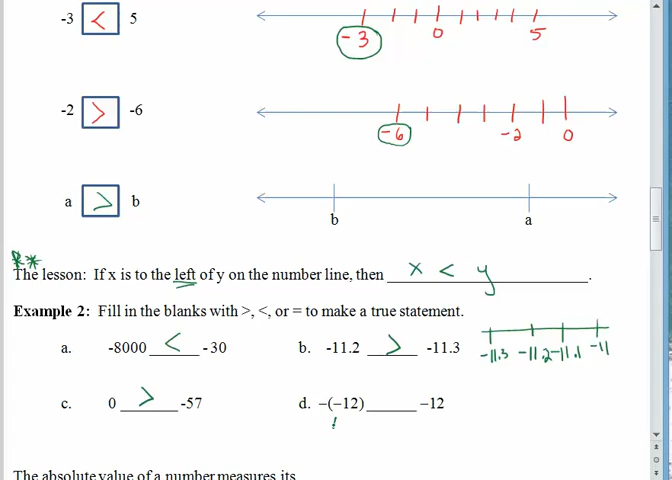 -3 < 5
-3 0 5
-2 > -6
-6 -2 0
a > b
b a
** The lesson: If x is to the left of y on the number line, then x < y.
Example 2: Fill in the blanks with >, <, or = to make a true statement.
a. -8000 < -30 b. -11.2 > -11.3
-11.3 -11.2 -11.1 -11
c. 0 > -57 d. -(-12)______ -12
The absolute value of a number measures its